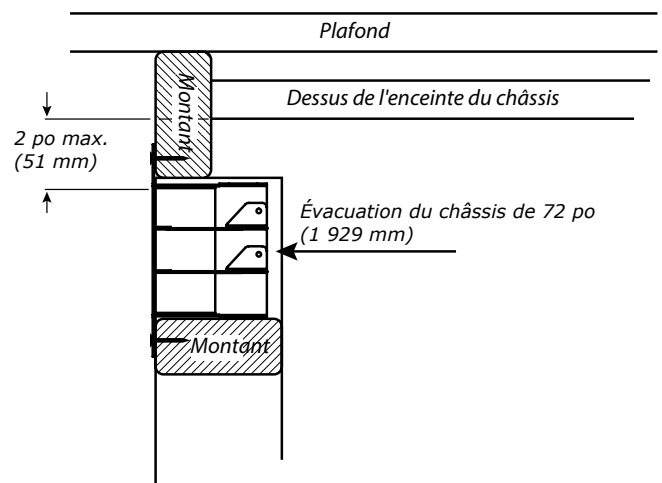 Plafond
Montant
Dessus de l'enceinte du châssis
2 po max.
(51 mm)
Évacuation du châssis de 72 po
(1 929 mm)
Montant